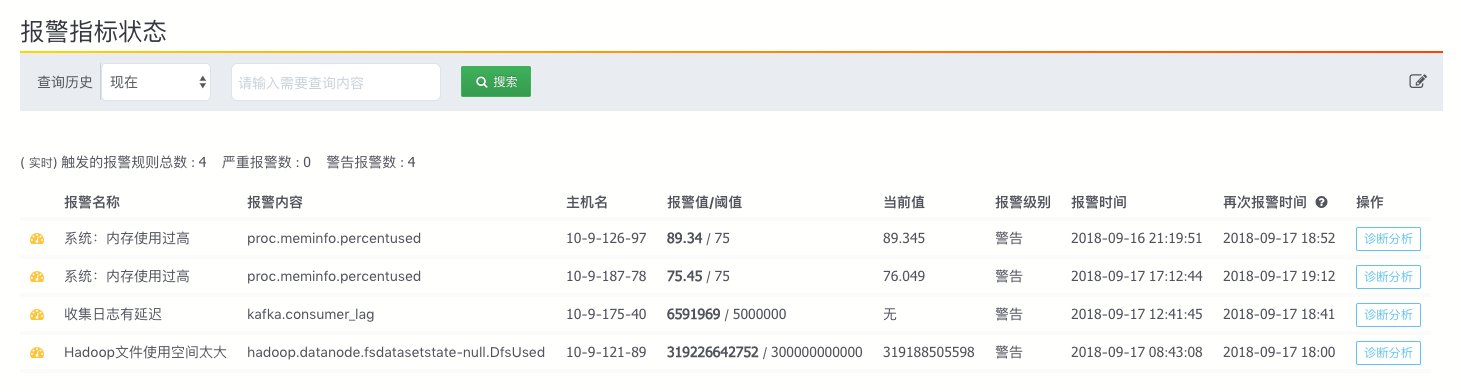 报警指标状态
查询历史 现在 请输入需要查询内容 搜索
( 实时) 触发的报警规则总数 : 4 严重报警数 : 0 警告报警数 : 4
报警名称 报警内容 主机名 报警值/阈值 当前值 报警级别 报警时间 再次报警时间 操作
系统：内存使用过高 proc.meminfo.percentused 10-9-126-97 89.34 / 75 89.345 警告 2018-09-16 21:19:51 2018-09-17 18:52 诊断分析
系统：内存使用过高 proc.meminfo.percentused 10-9-187-78 75.45 / 75 76.049 警告 2018-09-17 17:12:44 2018-09-17 19:12 诊断分析
收集日志有延迟 kafka.consumer_lag 10-9-175-40 6591969 / 5000000 无 警告 2018-09-17 12:41:45 2018-09-17 18:41 诊断分析
Hadoop文件使用空间太大 hadoop.datanode.fsdatasetstate-null.DfsUsed 10-9-121-89 319226642752 / 300000000000 319188505598 警告 2018-09-17 08:43:08 2018-09-17 18:00 诊断分析